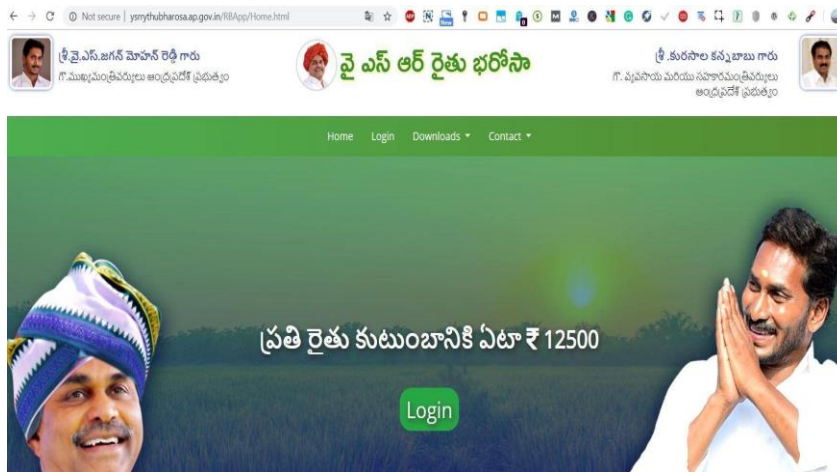 Not secure | ysrrythubharosa.ap.gov.in/RBApp/Home.html
శ్రీ.వై.ఎస్.జగన్ మోహన్ రెడ్డి గారు
గౌ.ముఖ్యమంత్రివర్యులు ఆంధ్రప్రదేశ్ ప్రభుత్వం
వై ఎస్ ఆర్ రైతు భరోసా
శ్రీ .కురసాల కన్నబాబు గారు
గౌ. వ్యవసాయ మరియు సహకారమంత్రివర్యులు
ఆంధ్రప్రదేశ్ ప్రభుత్వం
Home Login Downloads Contact
ప్రతి రైతు కుటుంబానికి ఏటా ₹ 12500
Login